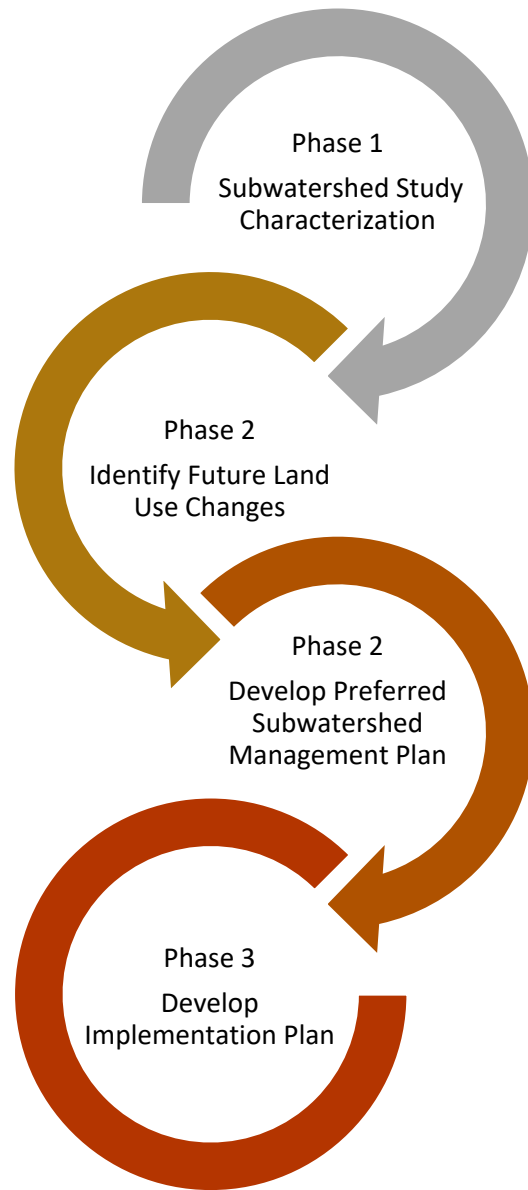 Phase 1
Subwatershed Study
Characterization
Phase 2
Identify Future Land
Use Changes
Phase 2
Develop Preferred
Subwatershed
Management Plan
Phase 3
Develop
Implementation Plan